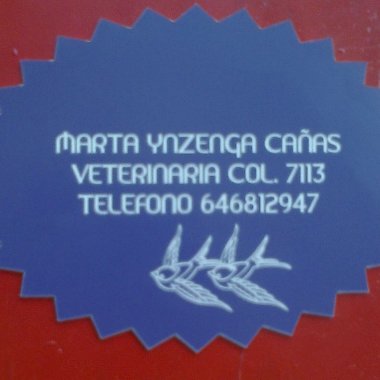 MARTA YNZENGA CAÑAS
VETERINARIA COL. 7113
TELEFONO 646812947